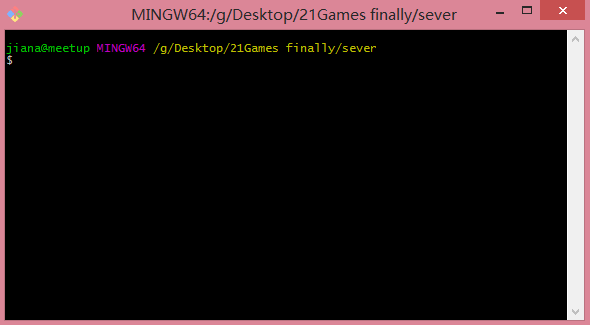 MINGW64:/g/Desktop/21Games finally/sever
jiana@meetup MINGW64 /g/Desktop/21Games finally/sever
$